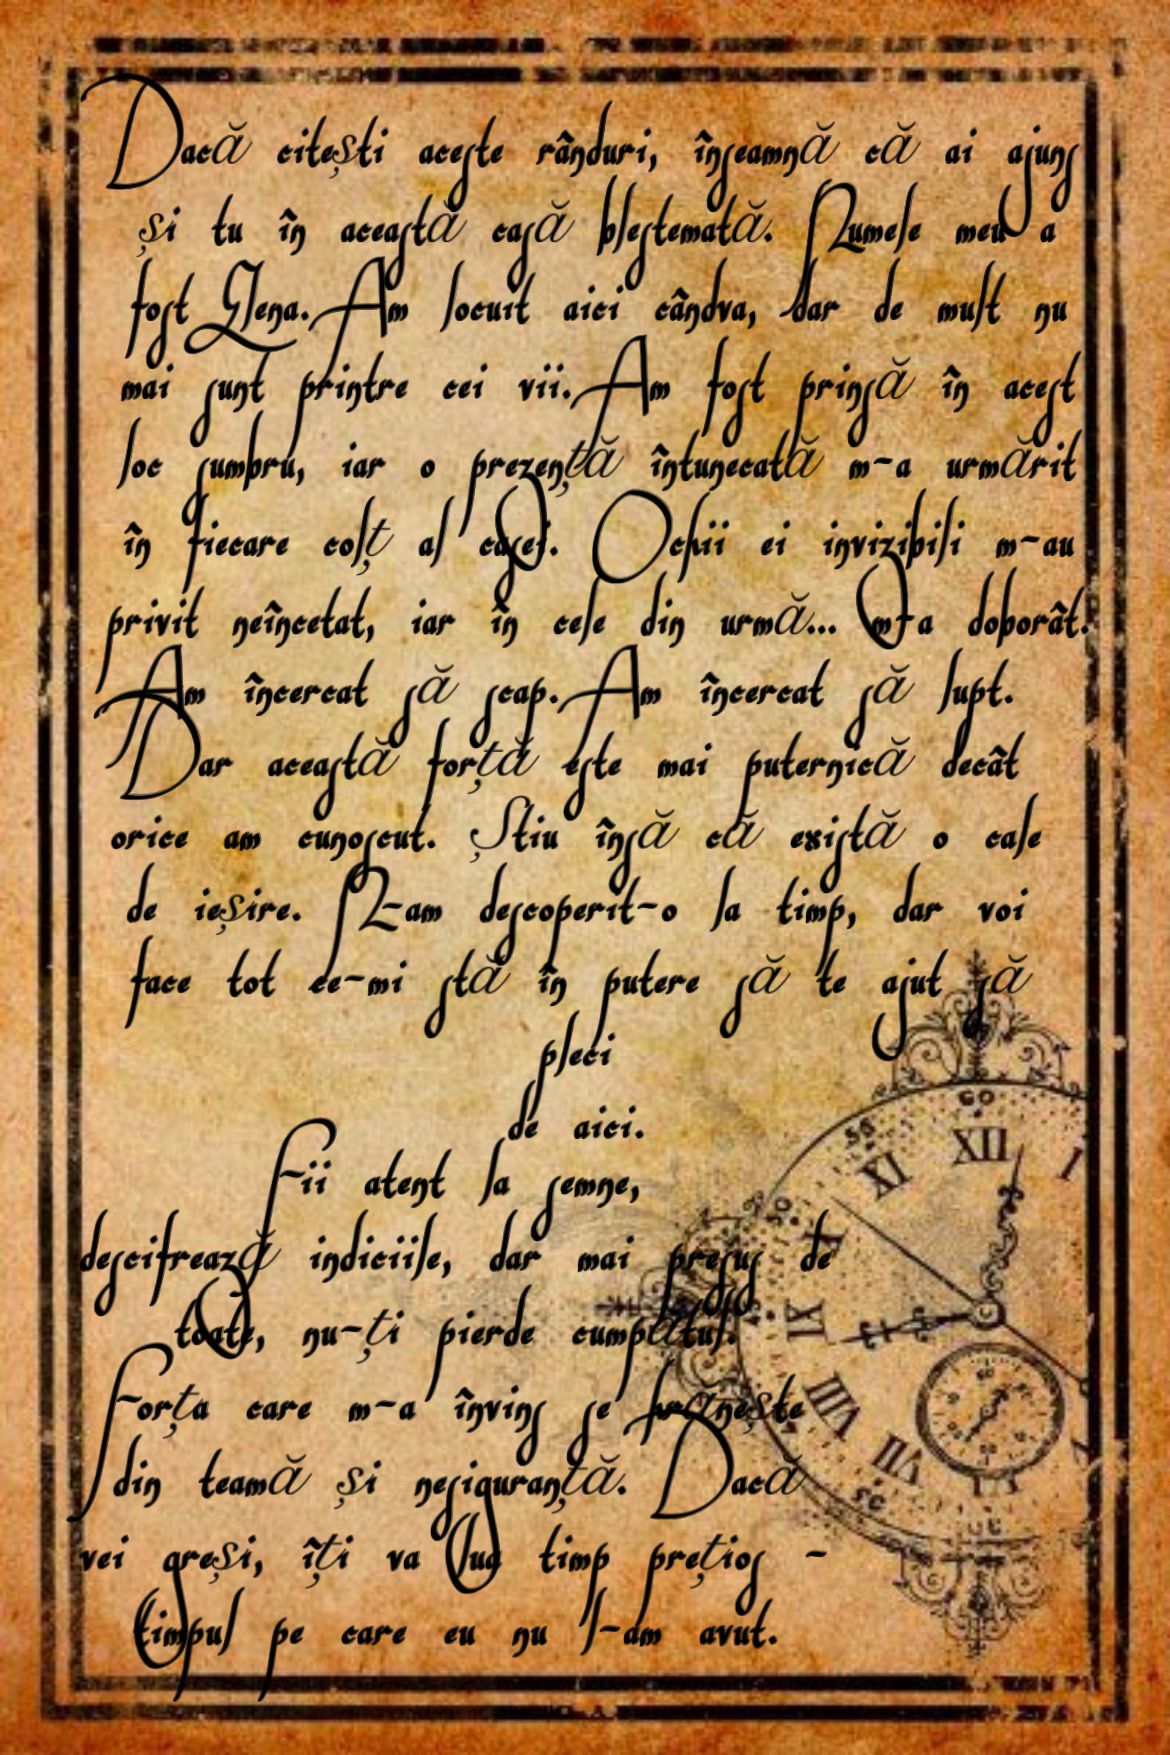 Dacă citești aceste rânduri, înseamnă că ai ajuns
și tu în această casă blestemată. Numele meu a
fost Elena. Am locuit aici cândva, dar de mult nu
mai sunt printre cei vii. Am fost prinsă în acest
loc sumbru, iar o prezență întunecată m-a urmărit
în fiecare colț al casei. Ochii ei invizibili m-au
privit neîncetat, iar în cele din urmă... m-a doborât.
Am încercat să scap. Am încercat să lupt.
Dar această forță este mai puternică decât
orice am cunoscut. Știu însă că există o cale
de ieșire. N-am descoperit-o la timp, dar voi
face tot ce-mi stă în putere să te ajut să
pleci
de aici.
Fii atent la semne,
descifrează indiciile, dar mai presus de
toate, nu-ți pierde cumpătul.
Forța care m-a învins se hrănește
din teamă și nesiguranță. Dacă
vei greși, îți va lua timp prețios -
timpul pe care eu nu l-am avut.
60
55
50
XII
I
XI
X
IX
VIII
VII
VI